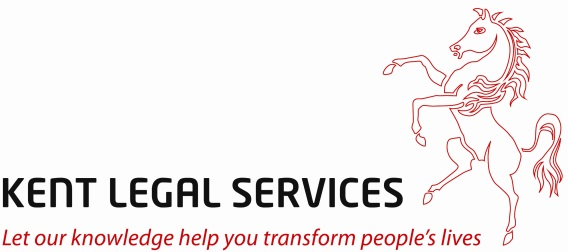 KENT LEGAL SERVICES
Let our knowledge help you transform people's lives